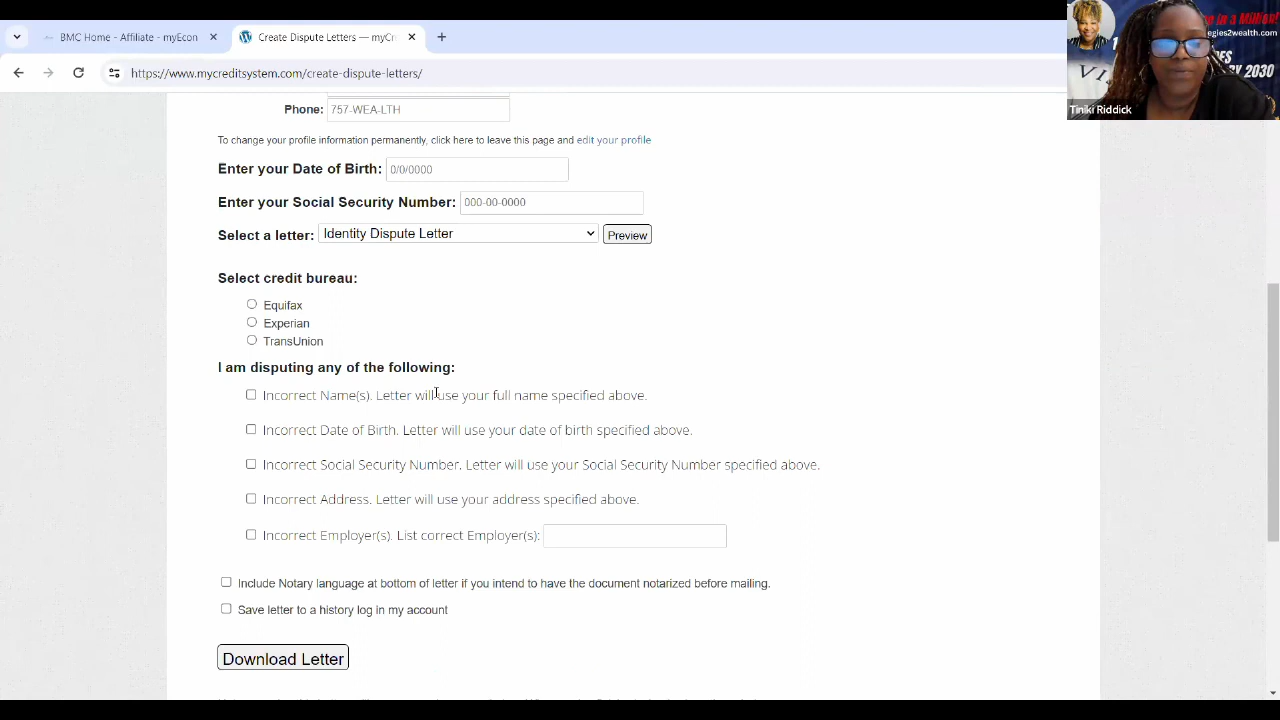 BMC Home - Affiliate - myEcon
Create Dispute Letters — myCr
https://www.mycreditsystem.com/create-dispute-letters/
in a Million!
egies2wealth.com
Y 2030
Tiniki Riddick
Phone: 757-WEA-LTH
To change your profile information permanently, click here to leave this page and edit your profile
Enter your Date of Birth: 0/0/0000
Enter your Social Security Number: 000-00-0000
Select a letter: Identity Dispute Letter Preview
Select credit bureau:
Equifax
Experian
TransUnion
I am disputing any of the following:
Incorrect Name(s). Letter will use your full name specified above.
Incorrect Date of Birth. Letter will use your date of birth specified above.
Incorrect Social Security Number. Letter will use your Social Security Number specified above.
Incorrect Address. Letter will use your address specified above.
Incorrect Employer(s). List correct Employer(s):
Include Notary language at bottom of letter if you intend to have the document notarized before mailing.
Save letter to a history log in my account
Download Letter